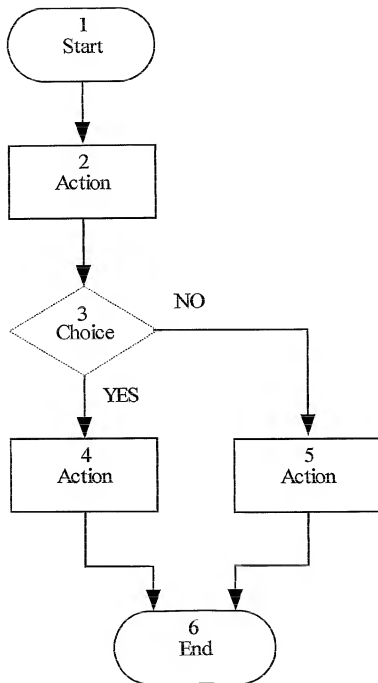 1
Start
2
Action
3
Choice
NO
YES
4
Action
5
Action
6
End